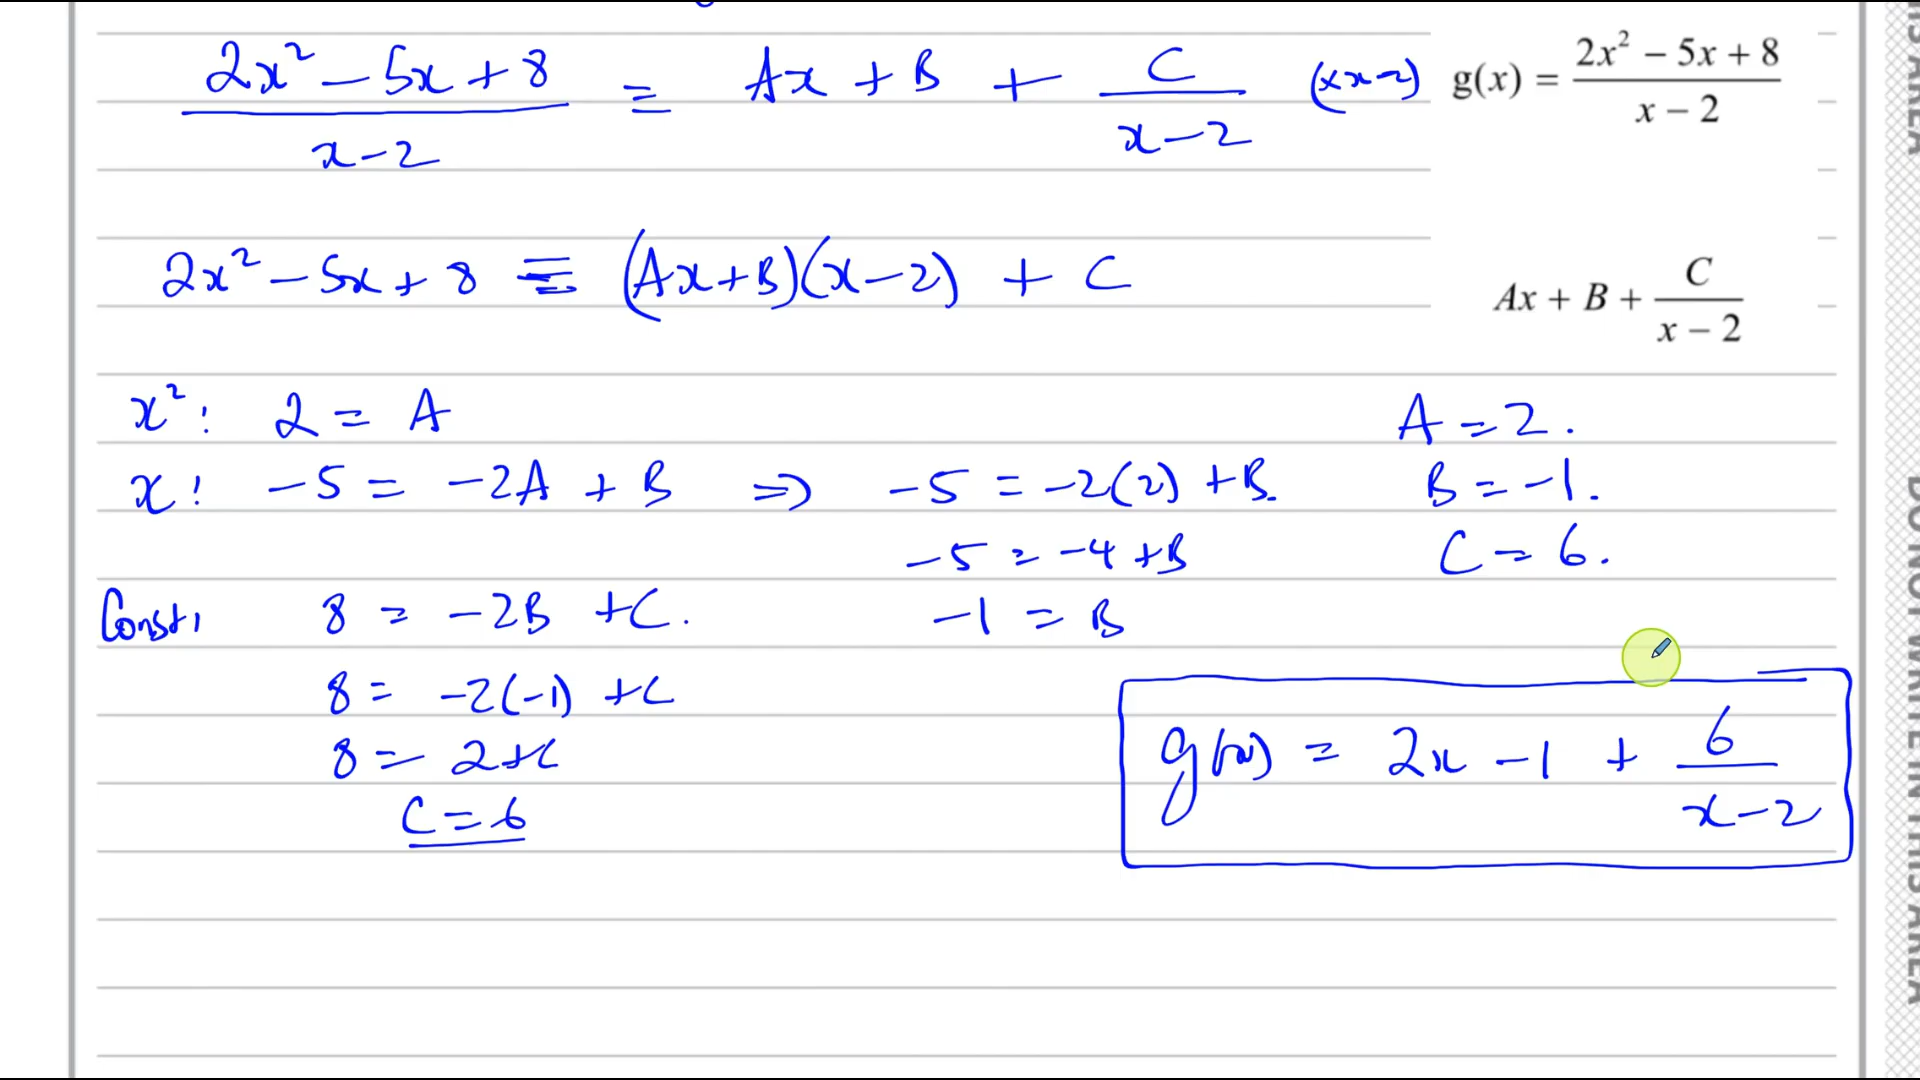 2x² − 5x + 8 / x − 2 = Ax + B + C / x − 2 (× x − 2)
g(x) = 2x² − 5x + 8 / x − 2
2x² − 5x + 8 ≡ (Ax + B)(x − 2) + C
Ax + B + C / x − 2
x²: 2 = A
A = 2.
x: −5 = −2A + B ⇒ −5 = −2(2) + B.
B = −1.
−5 = −4 + B
C = 6.
Const: 8 = −2B + C.
−1 = B
8 = −2(−1) + C
8 = 2 + C
C = 6
g(x) = 2x − 1 + 6 / x − 2
DO NOT WRITE IN THIS AREA
THIS AREA